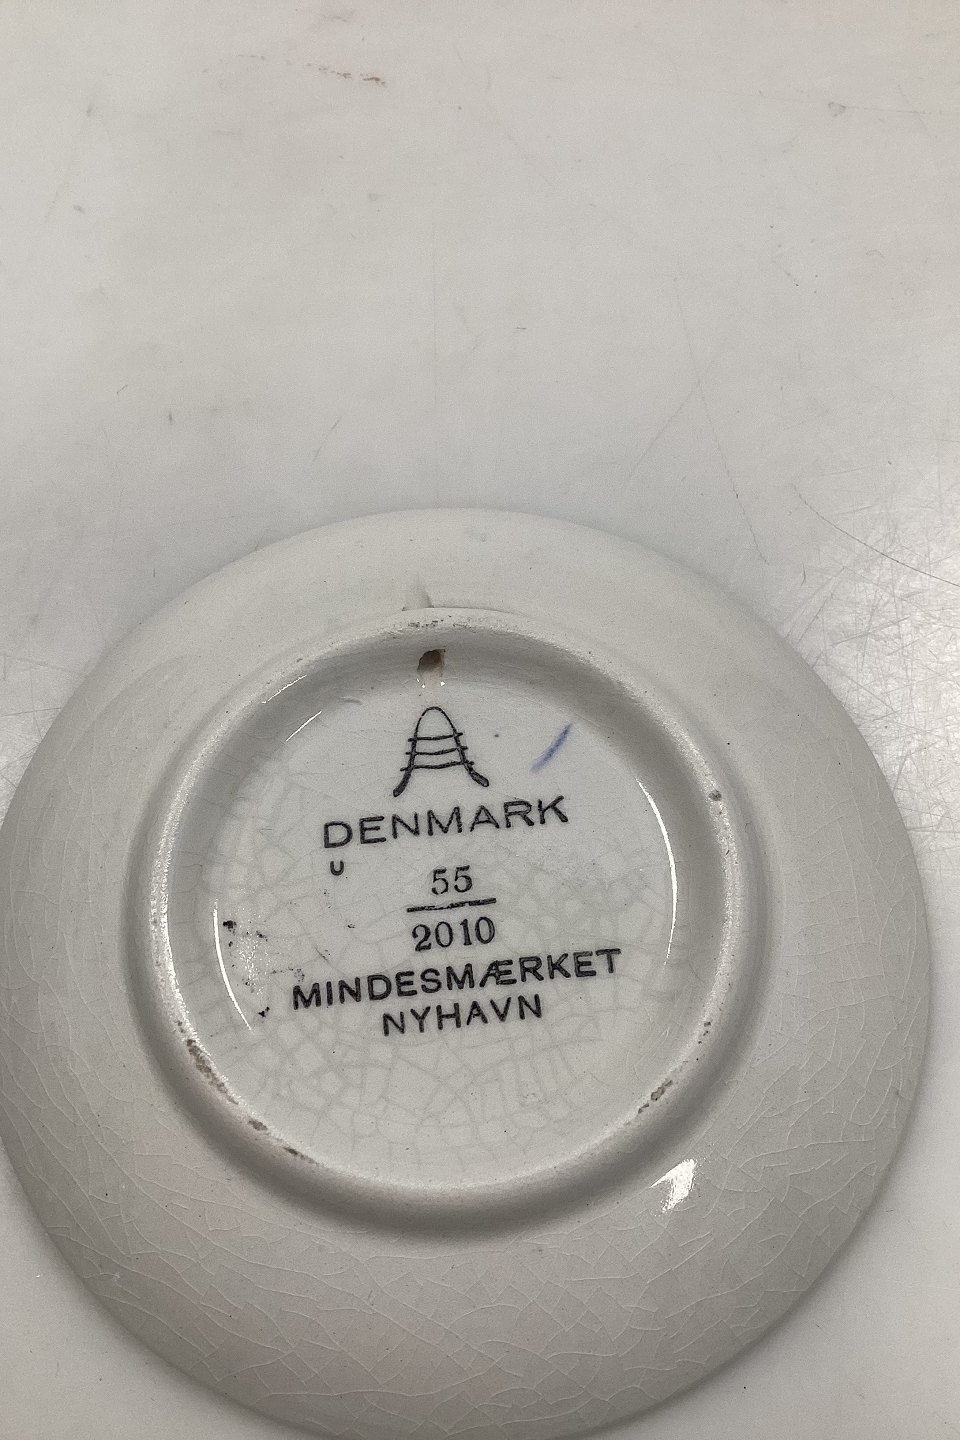 DENMARK
U
55
2010
MINDESMÆRKET
NYHAVN